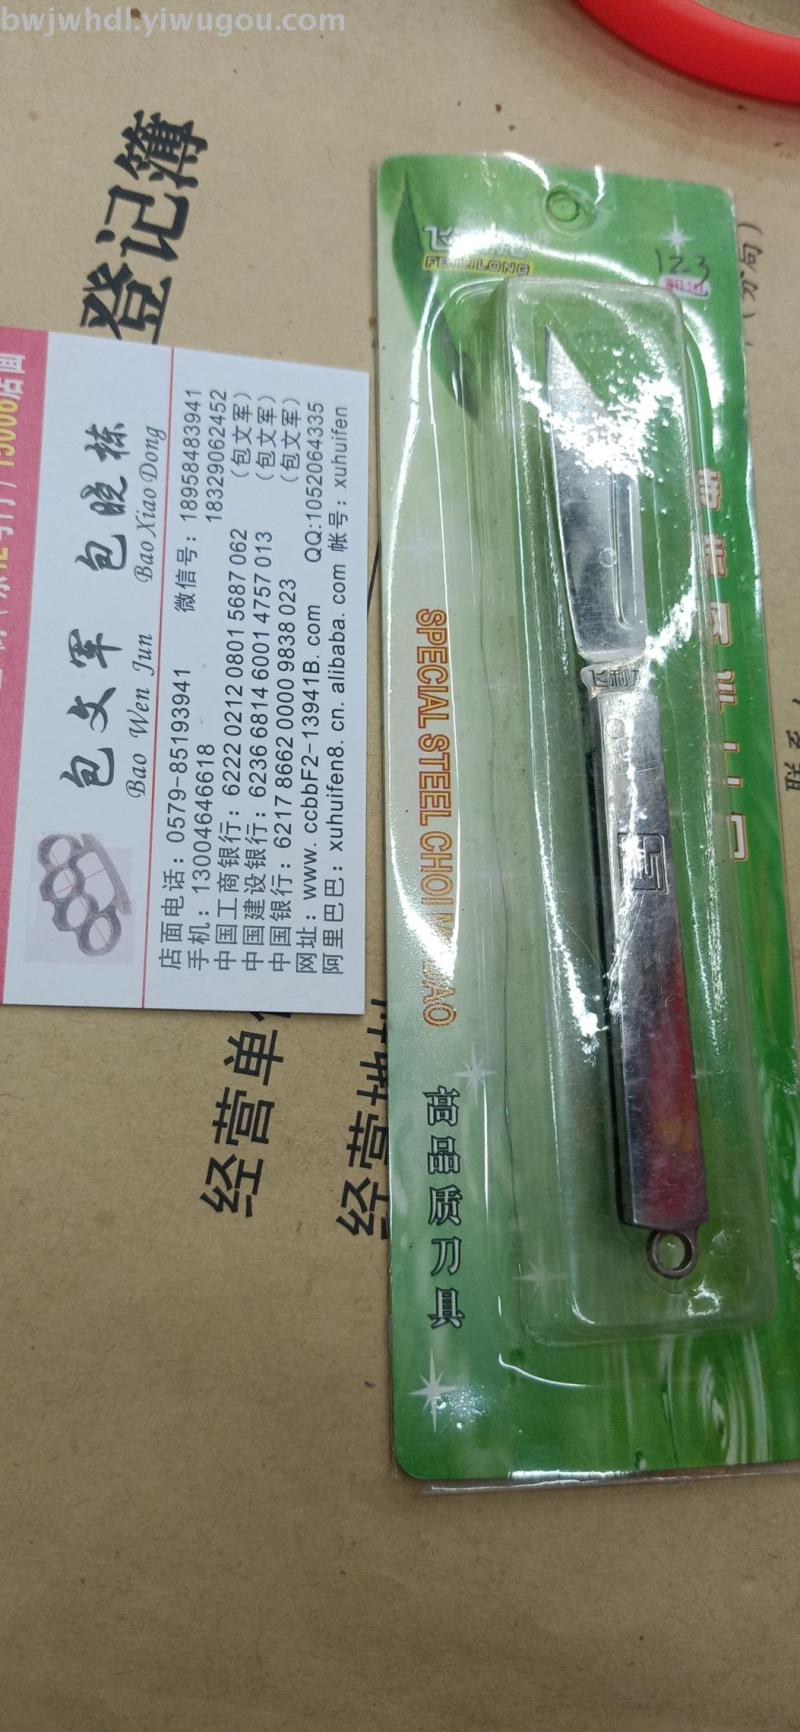 bwjwhdl.yiwugou.com
登记簿
包文军 包晓栋
Bao Wen Jun Bao Xiao Dong
店面电话：0579-85193941 微信号：18958483941
手机：13004646618 18329062452
中国工商银行：6222 0212 0801 5687 062 （包文军）
中国建设银行：6236 6814 6001 4757 013 （包文军）
中国银行：6217 8662 0000 9838 023 （包文军）
网址：www.ccbbF2-13941B.com QQ:1052064335
阿里巴巴：xuhuifen8.cn.alibaba.com 帐号：xuhuifen
经营单
经营地
FEILILONG
123
SPECIAL STEEL
高品质刀具